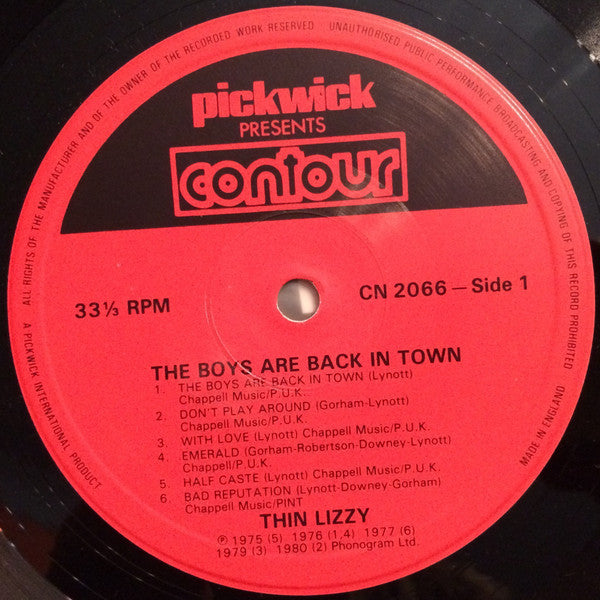 ALL RIGHTS OF THE MANUFACTURER AND OF THE OWNER OF THE RECORDED WORK RESERVED — UNAUTHORISED PUBLIC PERFORMANCE BROADCASTING AND COPYING OF THIS RECORD PROHIBITED
pickwick
PRESENTS
contour
33⅓ RPM
CN 2066 — Side 1
THE BOYS ARE BACK IN TOWN
1. THE BOYS ARE BACK IN TOWN (Lynott)
Chappell Music/P.U.K.
2. DON'T PLAY AROUND (Gorham-Lynott)
Chappell Music/P.U.K.
3. WITH LOVE (Lynott) Chappell Music/P.U.K.
4. EMERALD (Gorham-Robertson-Downey-Lynott)
Chappell/P.U.K.
5. HALF CASTE (Lynott) Chappell Music/P.U.K.
6. BAD REPUTATION (Lynott-Downey-Gorham)
Chappell Music/PINT
THIN LIZZY
℗ 1975 (5) 1976 (1,4) 1977 (6)
1979 (3) 1980 (2) Phonogram Ltd.
A PICKWICK INTERNATIONAL PRODUCT
MADE IN ENGLAND